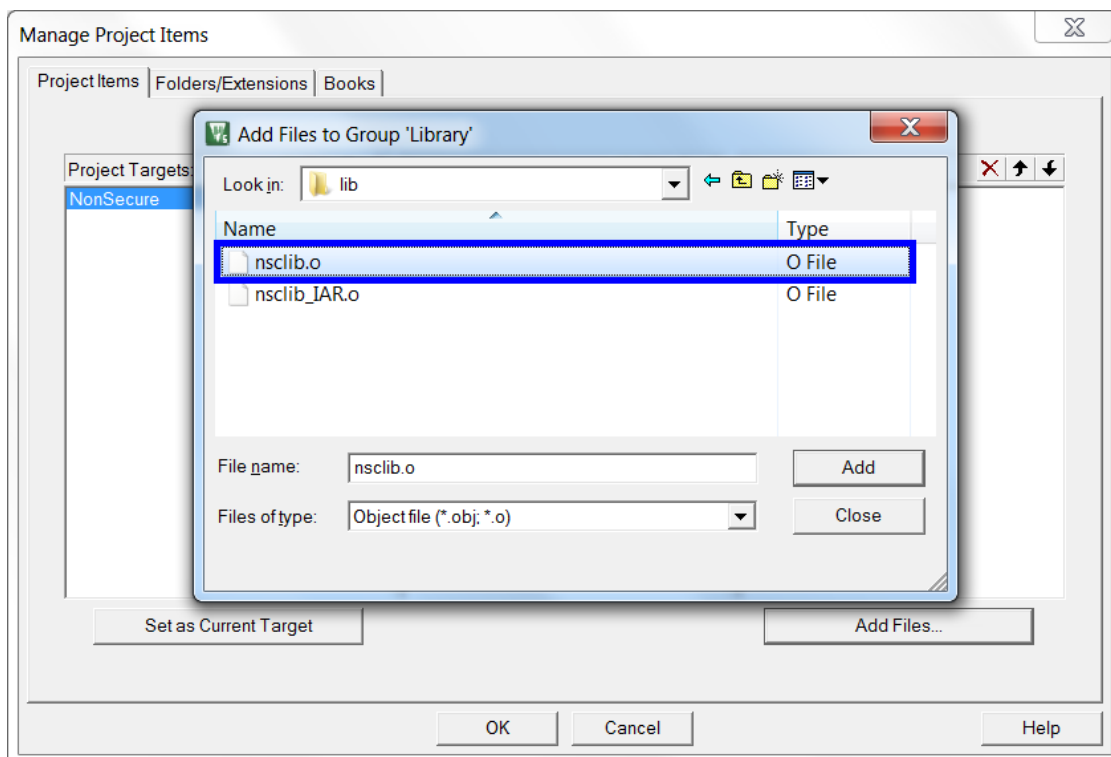 Manage Project Items
Project Items Folders/Extensions Books
Add Files to Group 'Library'
Project Targets:
NonSecure
Look in: lib
Name Type
nsclib.o O File
nsclib_IAR.o O File
File name: nsclib.o Add
Files of type: Object file (*.obj; *.o) Close
Set as Current Target Add Files...
OK Cancel Help